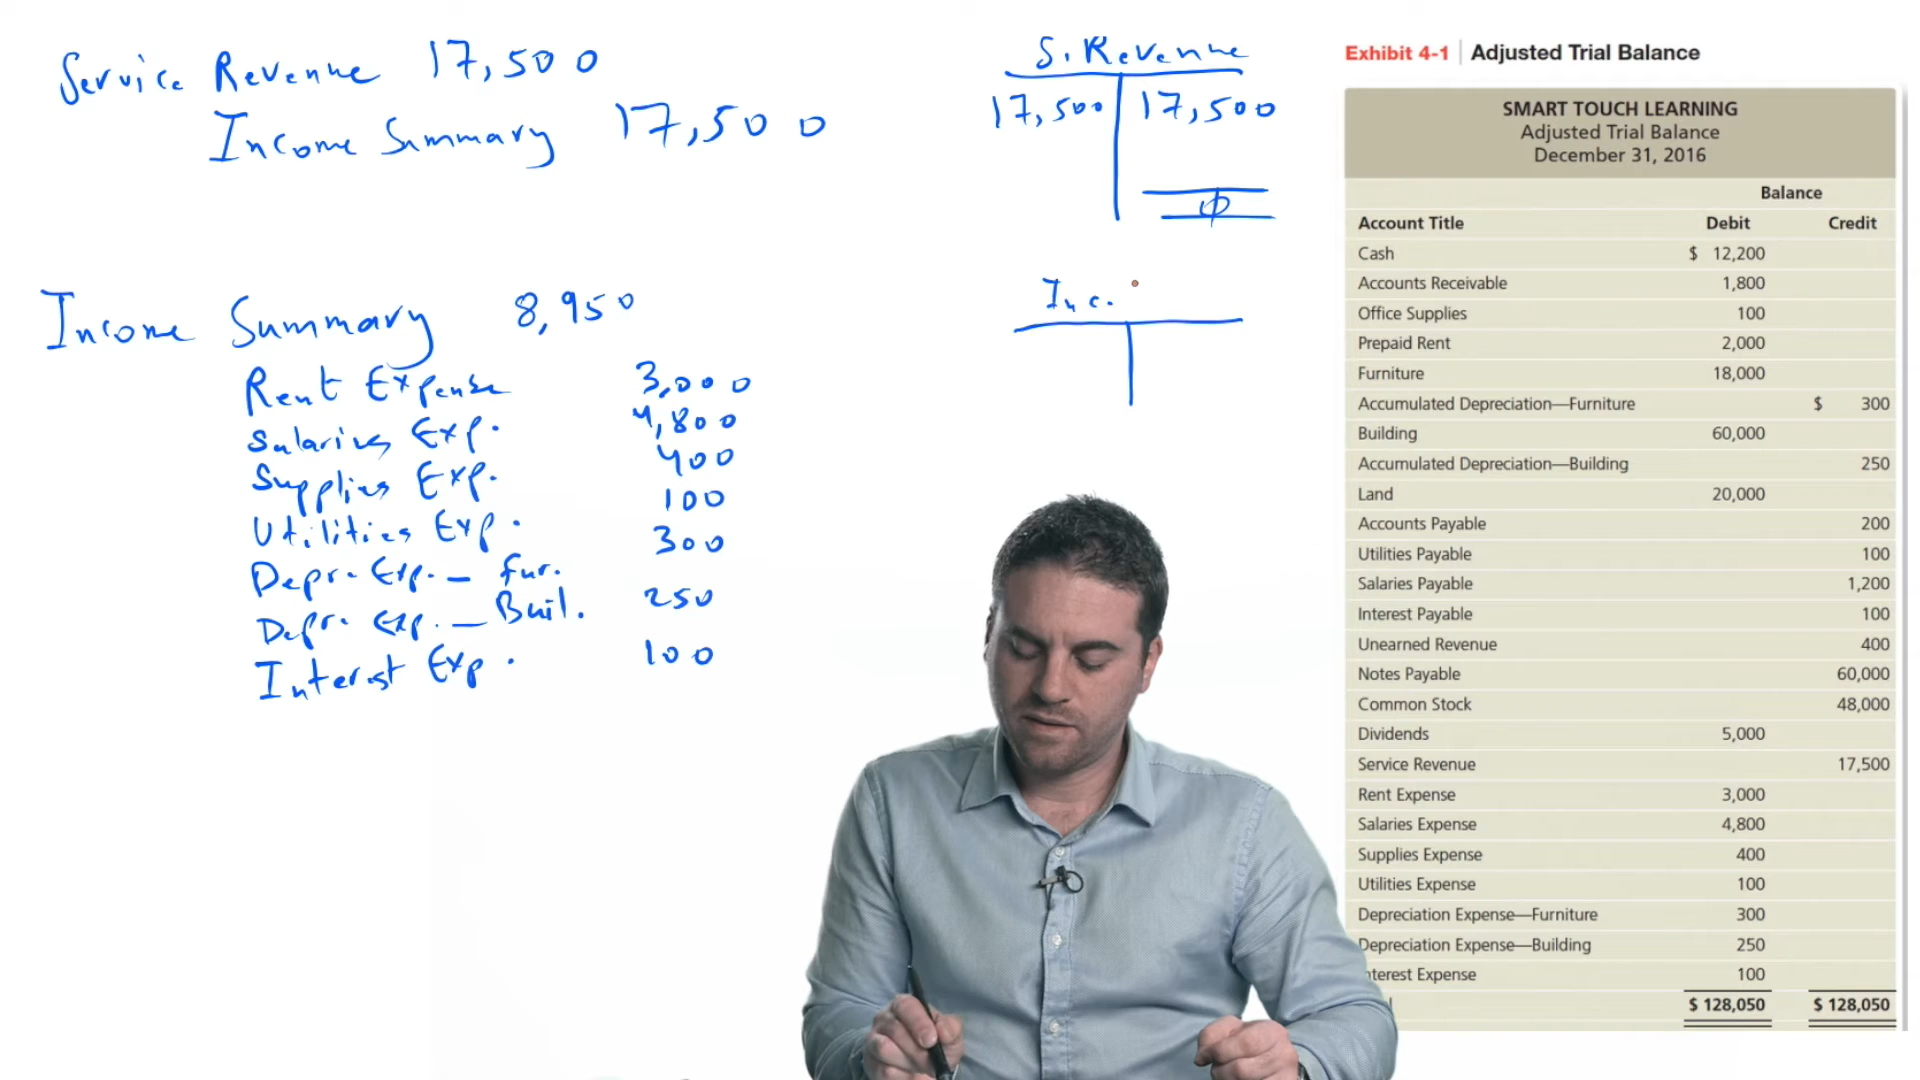 Service Revenue 17,500
Income Summary 17,500
Income Summary 8,950
Rent Expense 3,000
Salaries Exp. 4,800
Supplies Exp. 400
Utilities Exp. 100
Depre. Exp. – Fur. 300
Depre. Exp. – Buil. 250
Interest Exp. 100
S. Revenue
17,500 17,500
0
Inc.
Exhibit 4-1 | Adjusted Trial Balance
SMART TOUCH LEARNING
Adjusted Trial Balance
December 31, 2016
Balance
Account Title Debit Credit
Cash $ 12,200
Accounts Receivable 1,800
Office Supplies 100
Prepaid Rent 2,000
Furniture 18,000
Accumulated Depreciation—Furniture $ 300
Building 60,000
Accumulated Depreciation—Building 250
Land 20,000
Accounts Payable 200
Utilities Payable 100
Salaries Payable 1,200
Interest Payable 100
Unearned Revenue 400
Notes Payable 60,000
Common Stock 48,000
Dividends 5,000
Service Revenue 17,500
Rent Expense 3,000
Salaries Expense 4,800
Supplies Expense 400
Utilities Expense 100
Depreciation Expense—Furniture 300
Depreciation Expense—Building 250
nterest Expense 100
l $ 128,050 $ 128,050